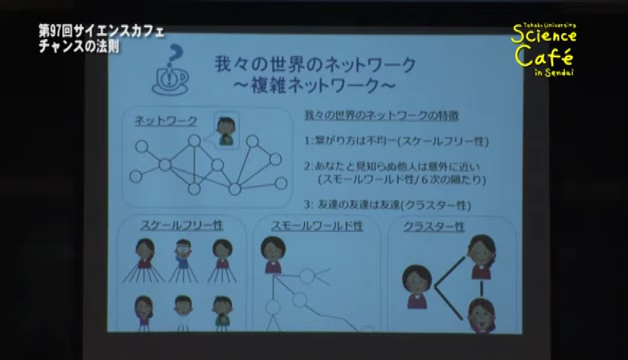 第97回サイエンスカフェ
チャンスの法則
Tohoku University
Science
Café
in Sendai
我々の世界のネットワーク
～複雑ネットワーク～
ネットワーク
我々の世界のネットワークの特徴
1:繋がり方は不均一(スケールフリー性)
2:あなたと見知らぬ他人は意外に近い
(スモールワールド性/６次の隔たり)
3: 友達の友達は友達(クラスター性)
スケールフリー性
スモールワールド性
クラスター性